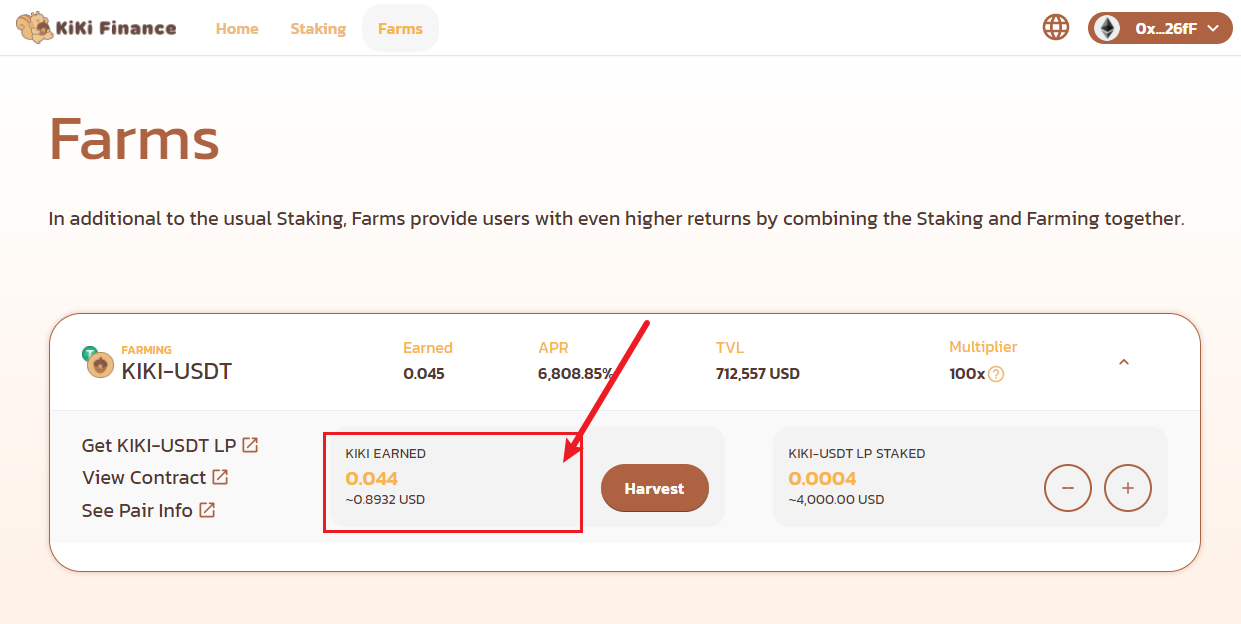 KiKi Finance
Home
Staking
Farms
0x...26fF
Farms
In additional to the usual Staking, Farms provide users with even higher returns by combining the Staking and Farming together.
FARMING
KIKI-USDT
Earned
0.045
APR
6,808.85%
TVL
712,557 USD
Multiplier
100x
Get KIKI-USDT LP
View Contract
See Pair Info
KIKI EARNED
0.044
~0.8932 USD
Harvest
KIKI-USDT LP STAKED
0.0004
~4,000.00 USD